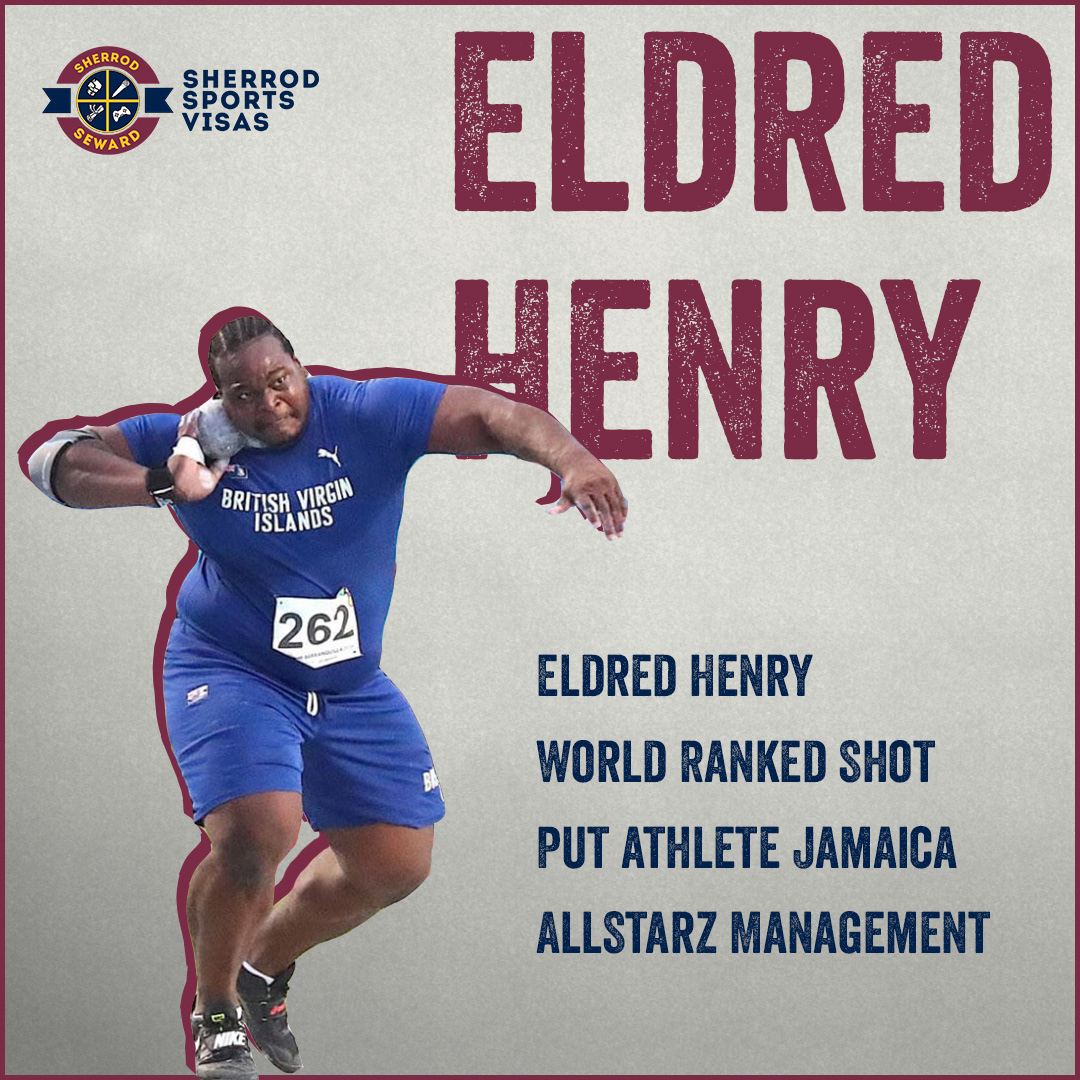 SHERROD
SEWARD
SHERROD
SPORTS
VISAS
ELDRED
HENRY
BRITISH VIRGIN
ISLANDS
262
ELDRED HENRY
WORLD RANKED SHOT
PUT ATHLETE JAMAICA
ALLSTARZ MANAGEMENT
NIKE